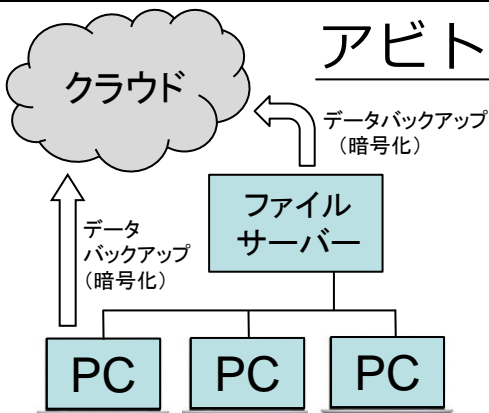 アビト
クラウド
データバックアップ
（暗号化）
ファイル
サーバー
データ
バックアップ
（暗号化）
PC
PC
PC